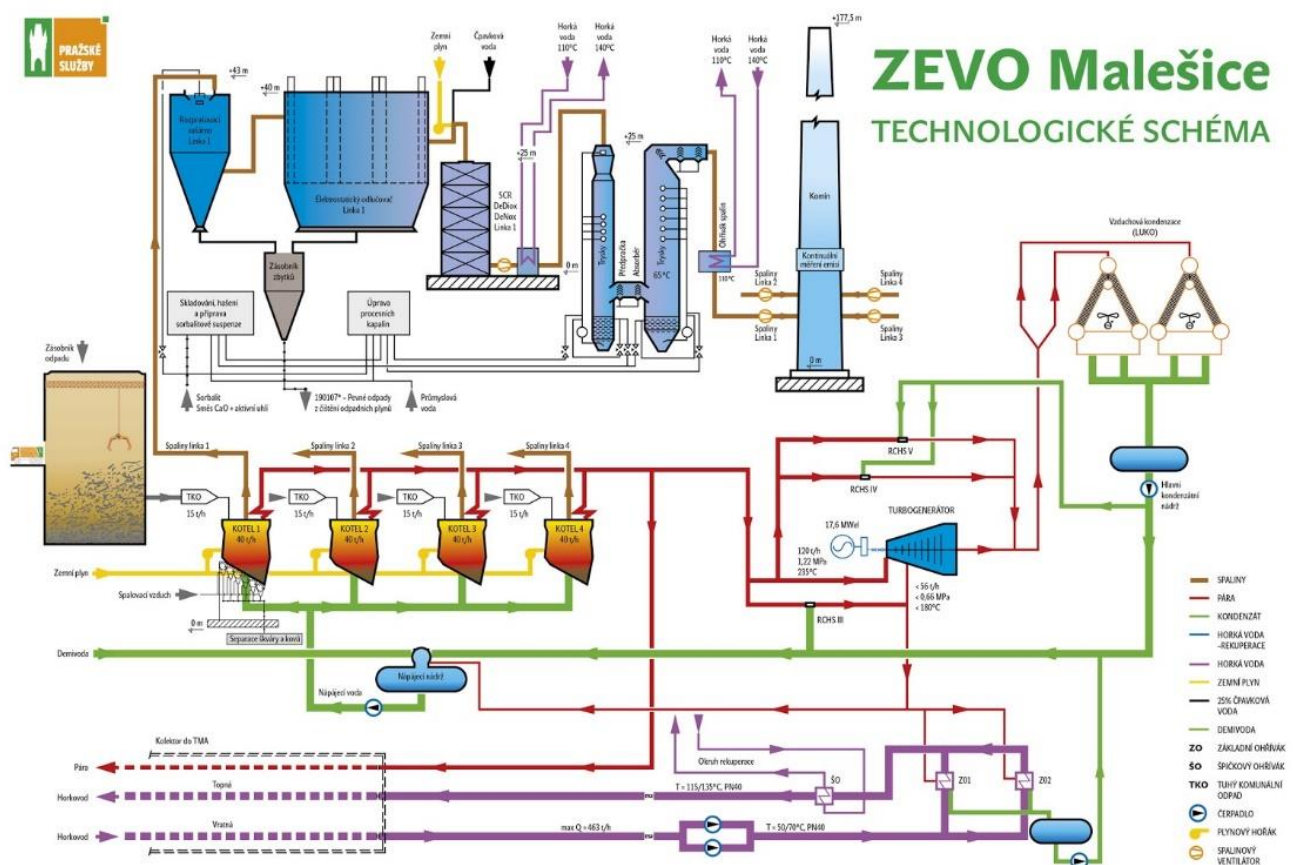 PRAŽSKÉ
SLUŽBY
ZEVO Malešice
TECHNOLOGICKÉ SCHÉMA
+177,5 m
Zemní
plyn
Čpavková
voda
Horká
voda
110°C
Horká
voda
140°C
Horká
voda
110°C
Horká
voda
140°C
+43 m
+40 m
+25 m
+25 m
Rozprašovací
Linka 1
Elektrostatický odlučovač
Linka 1
SCR
DeDiox
DeNox
Linka 1
0 m
Trysky
Předpračka
Absorbér
Trysky
65°C
Ohřívák spalin
Komín
Kontinuální
měření emisí
Spaliny
Linka 2
Spaliny
Linka 4
Spaliny
Linka 1
Spaliny
Linka 3
0 m
Vzduchová kondenzace
(LUKO)
Zásobník
zbytků
Skladování, hašení
a příprava
sorbalitové suspenze
Úprava
procesních
kapalin
Zásobník
odpadu
Sorbalit
Směs CaO + aktivní uhlí
190107* – Pevné odpady
z čištění odpadních plynů
Průmyslová
voda
Spaliny linka 1
Spaliny linka 2
Spaliny linka 3
Spaliny linka 4
TKO
15 t/h
TKO
15 t/h
TKO
15 t/h
TKO
15 t/h
KOTEL 1
40 t/h
KOTEL 2
40 t/h
KOTEL 3
40 t/h
KOTEL 4
40 t/h
RCHS V
RCHS IV
Hlavní
kondenzátní
nádrž
TURBOGENERÁTOR
17,6 MWel
120 t/h
1,22 MPa
235°C
< 56 t/h
< 0,66 MPa
< 180°C
RCHS III
Zemní plyn
Spalovací vzduch
0 m
Separace škváry a kovů
Demivoda
Napájecí nádrž
Nápájecí voda
Kolektor do TMA
Pára
Topná
Horkovod
Vratná
Horkovod
Okruh rekuperace
ŠO
T = 115/135°C, PN40
max Q = 463 t/h
T = 50/70°C, PN40
Z01
Z02
SPALINY
PÁRA
KONDENZÁT
HORKÁ VODA
-REKUPERACE
HORKÁ VODA
ZEMNÍ PLYN
25% ČPAVKOVÁ
VODA
DEMIVODA
ZO ZÁKLADNÍ OHŘÍVÁK
ŠO ŠPIČKOVÝ OHŘÍVÁK
TKO TUHÝ KOMUNÁLNÍ
ODPAD
ČERPADLO
PLYNOVÝ HOŘÁK
SPALINOVÝ
VENTILÁTOR